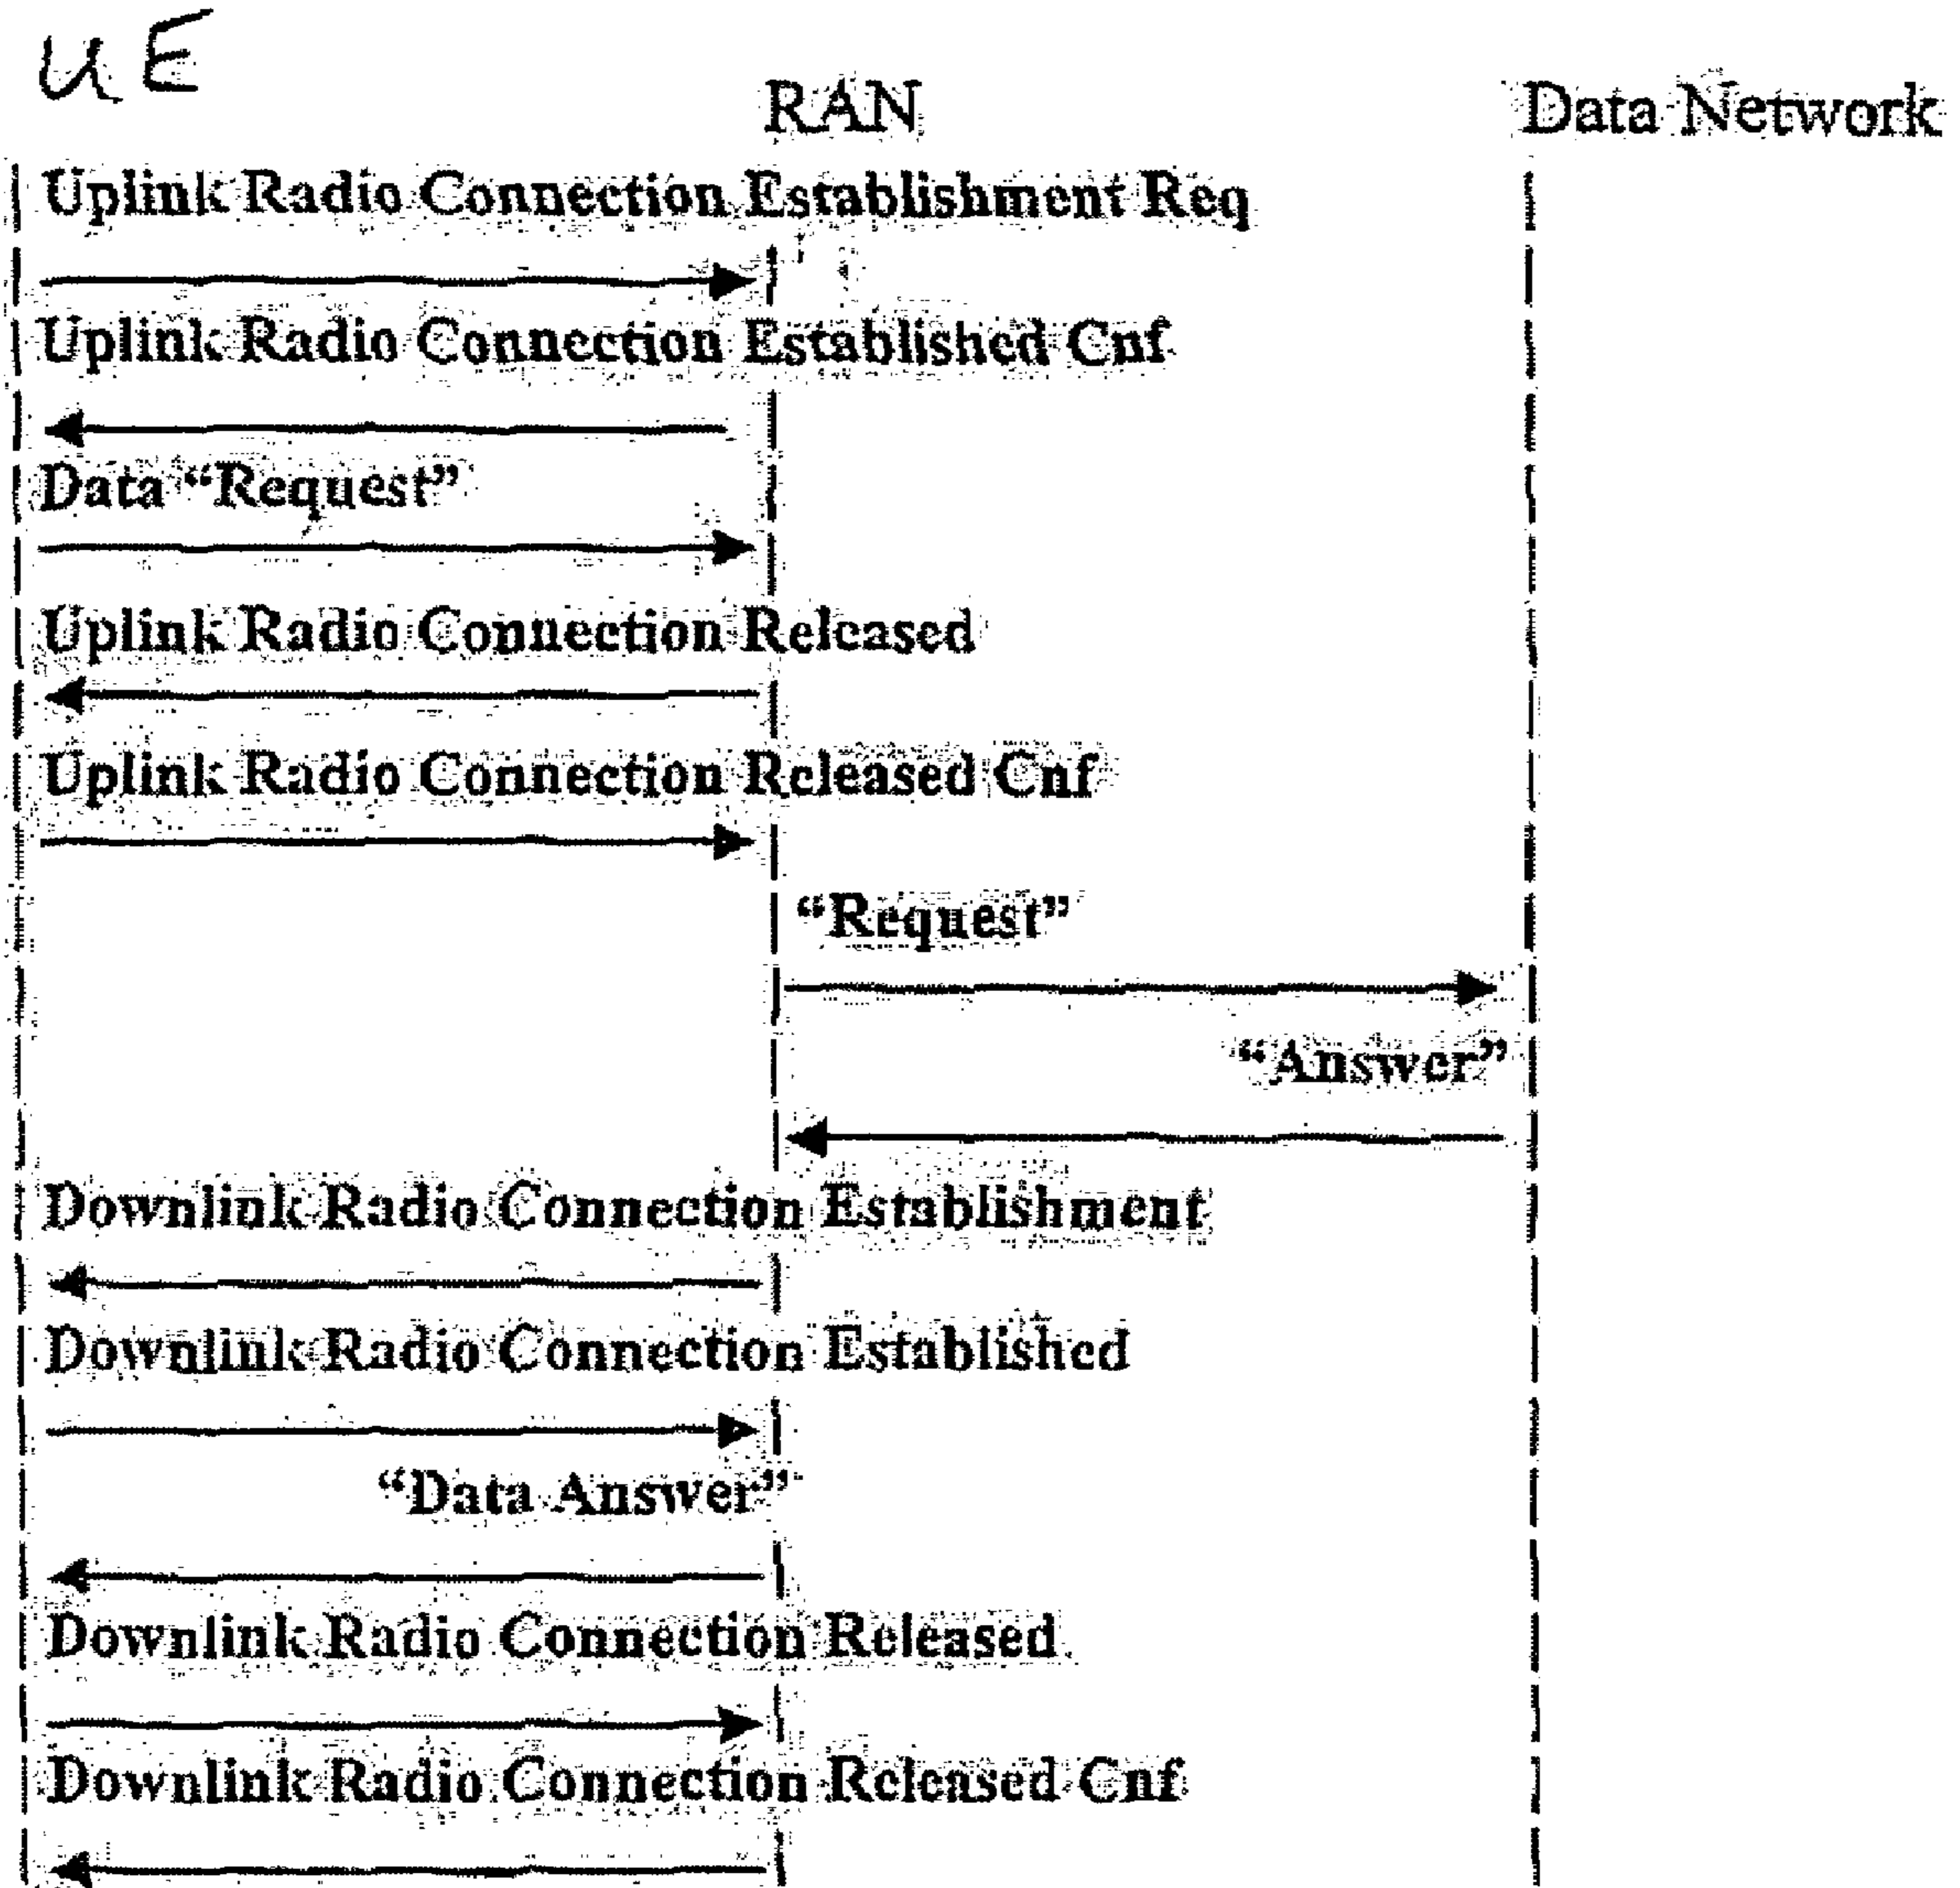 UE
RAN
Data Network
Uplink Radio Connection Establishment Req
Uplink Radio Connection Established Cnf
Data “Request”
Uplink Radio Connection Released
Uplink Radio Connection Released Cnf
“Request”
“Answer”
Downlink Radio Connection Establishment
Downlink Radio Connection Established
“Data Answer”
Downlink Radio Connection Released
Downlink Radio Connection Released Cnf